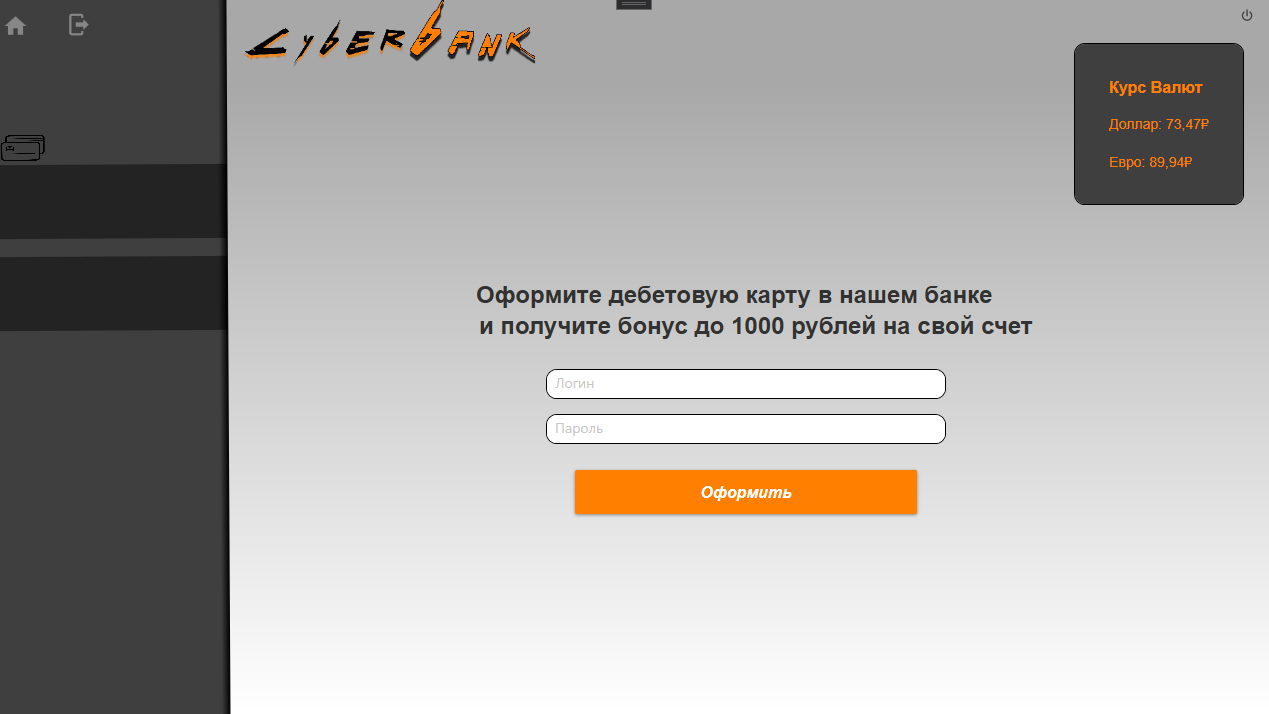 CyberBANK
Курс Валют
Доллар: 73,47₽
Евро: 89,94₽
Оформите дебетовую карту в нашем банке
и получите бонус до 1000 рублей на свой счет
Логин
Пароль
Оформить